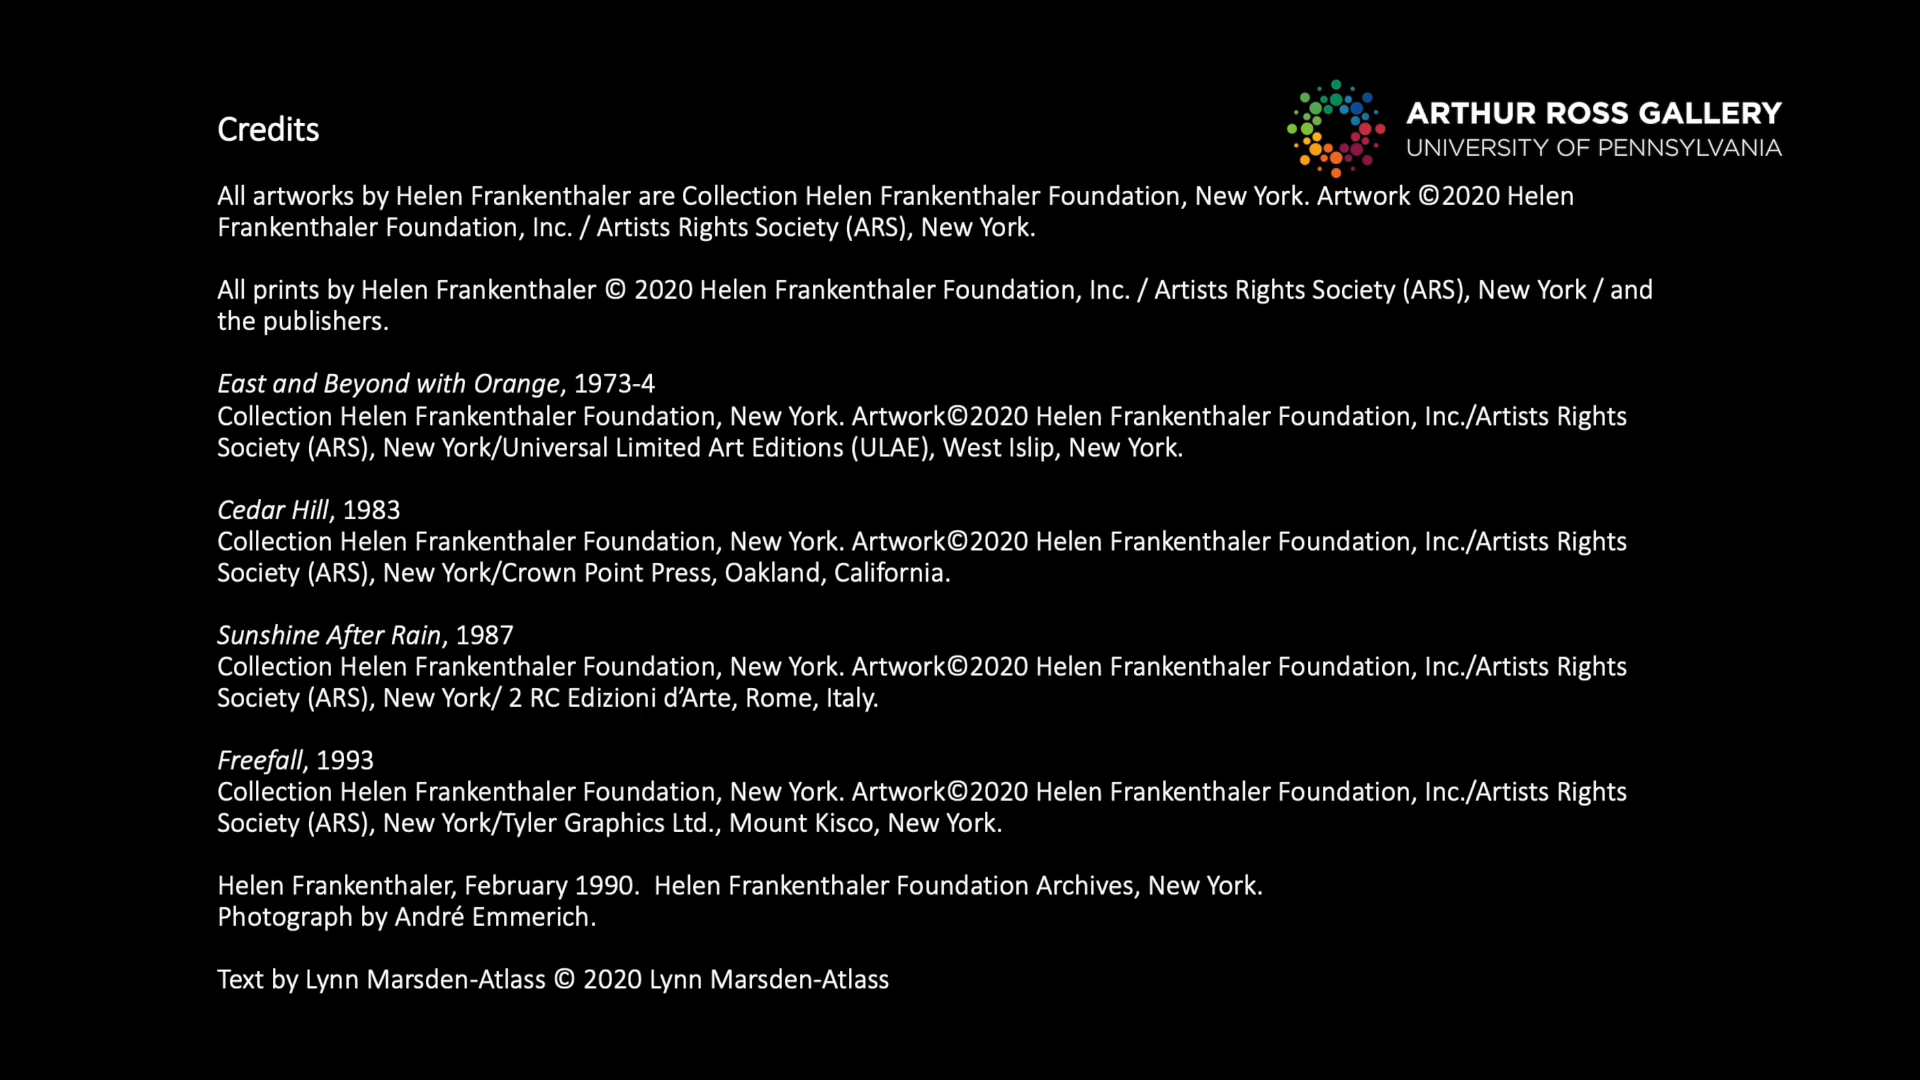 ARTHUR ROSS GALLERY
UNIVERSITY OF PENNSYLVANIA
Credits
All artworks by Helen Frankenthaler are Collection Helen Frankenthaler Foundation, New York. Artwork ©2020 Helen
Frankenthaler Foundation, Inc. / Artists Rights Society (ARS), New York.
All prints by Helen Frankenthaler © 2020 Helen Frankenthaler Foundation, Inc. / Artists Rights Society (ARS), New York / and
the publishers.
East and Beyond with Orange, 1973-4
Collection Helen Frankenthaler Foundation, New York. Artwork©2020 Helen Frankenthaler Foundation, Inc./Artists Rights
Society (ARS), New York/Universal Limited Art Editions (ULAE), West Islip, New York.
Cedar Hill, 1983
Collection Helen Frankenthaler Foundation, New York. Artwork©2020 Helen Frankenthaler Foundation, Inc./Artists Rights
Society (ARS), New York/Crown Point Press, Oakland, California.
Sunshine After Rain, 1987
Collection Helen Frankenthaler Foundation, New York. Artwork©2020 Helen Frankenthaler Foundation, Inc./Artists Rights
Society (ARS), New York/ 2 RC Edizioni d’Arte, Rome, Italy.
Freefall, 1993
Collection Helen Frankenthaler Foundation, New York. Artwork©2020 Helen Frankenthaler Foundation, Inc./Artists Rights
Society (ARS), New York/Tyler Graphics Ltd., Mount Kisco, New York.
Helen Frankenthaler, February 1990.  Helen Frankenthaler Foundation Archives, New York.
Photograph by André Emmerich.
Text by Lynn Marsden-Atlass © 2020 Lynn Marsden-Atlass